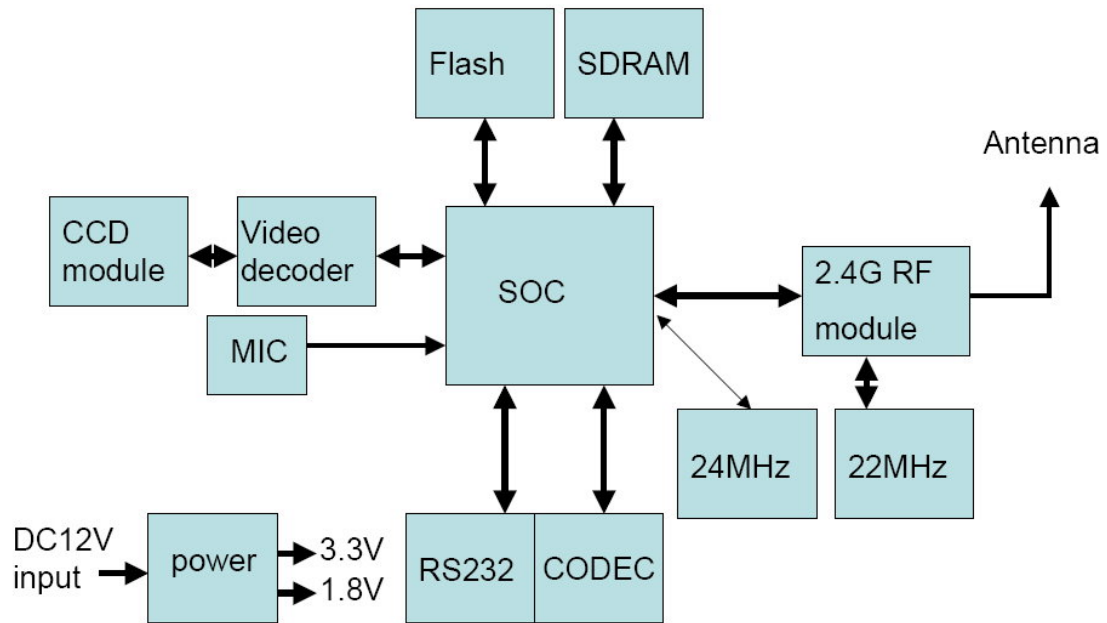 Flash
SDRAM
Antenna
CCD
module
Video
decoder
SOC
2.4G RF
module
MIC
24MHz
22MHz
DC12V
input
power
3.3V
1.8V
RS232
CODEC